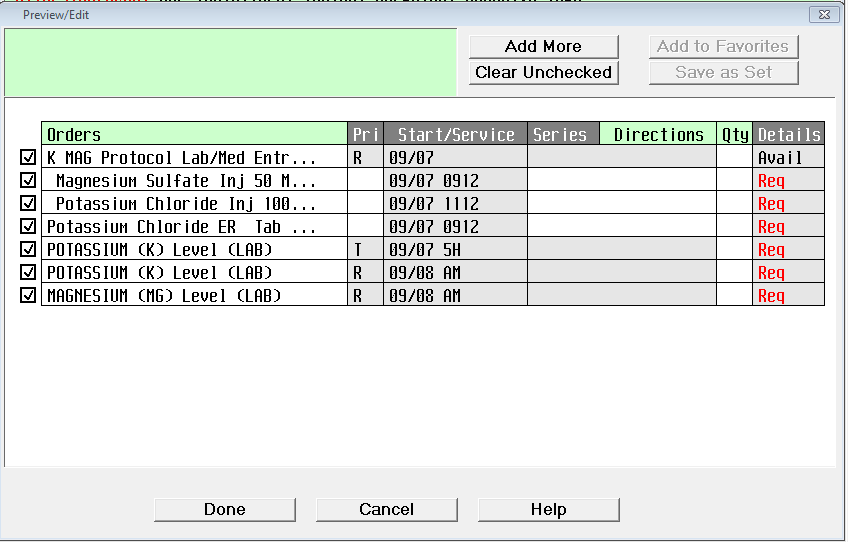 Preview/Edit
Add More Add to Favorites
Clear Unchecked Save as Set
Orders Pri Start/Service Series Directions Qty Details
K MAG Protocol Lab/Med Entr... R 09/07 Avail
Magnesium Sulfate Inj 50 M... 09/07 0912 Req
Potassium Chloride Inj 100... 09/07 1112 Req
Potassium Chloride ER Tab ... 09/07 0912 Req
POTASSIUM (K) Level (LAB) T 09/07 5H Req
POTASSIUM (K) Level (LAB) R 09/08 AM Req
MAGNESIUM (MG) Level (LAB) R 09/08 AM Req
Done Cancel Help